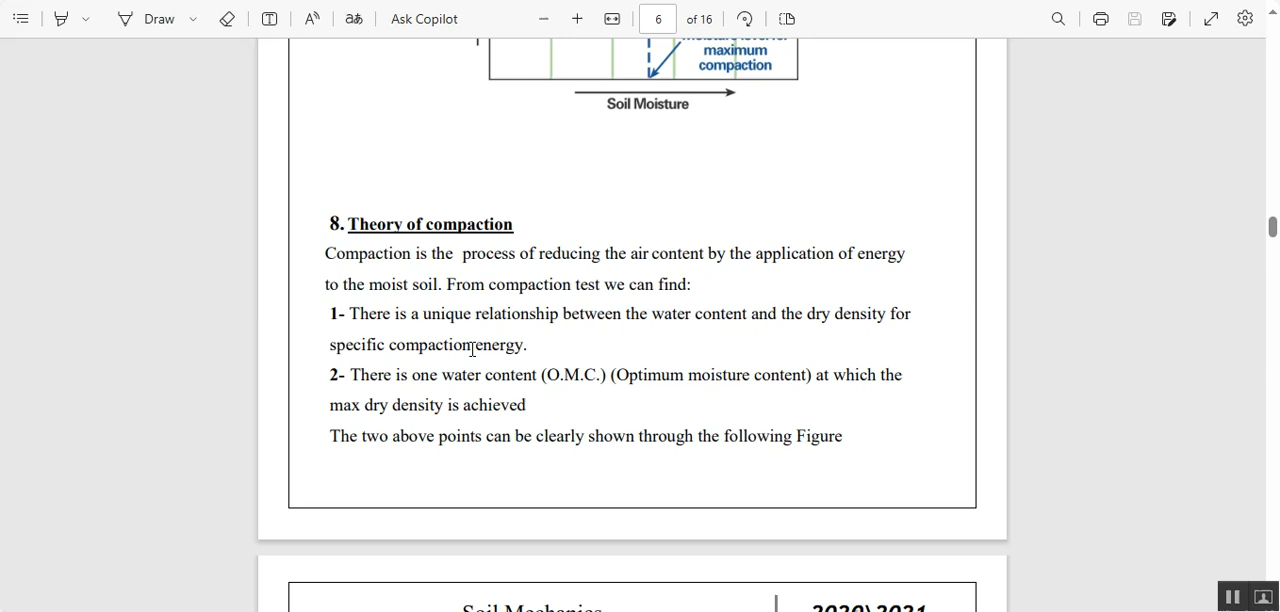 Draw
Ask Copilot
6
of 16
maximum
compaction
Soil Moisture
8. Theory of compaction
Compaction is the process of reducing the air content by the application of energy
to the moist soil. From compaction test we can find:
1- There is a unique relationship between the water content and the dry density for
specific compaction energy.
2- There is one water content (O.M.C.) (Optimum moisture content) at which the
max dry density is achieved
The two above points can be clearly shown through the following Figure
Soil Mechanics
2020\2021